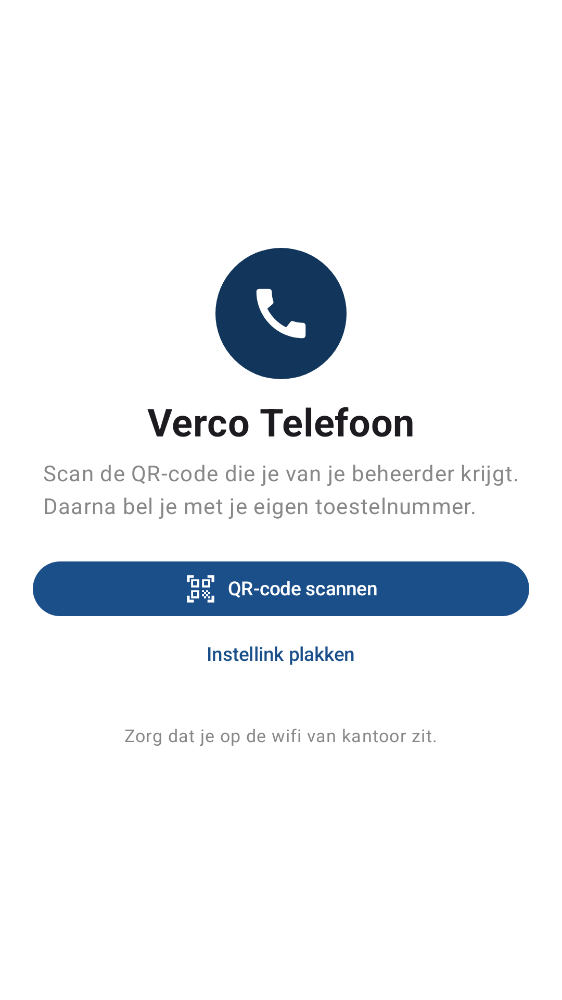 Verco Telefoon
Scan de QR-code die je van je beheerder krijgt.
Daarna bel je met je eigen toestelnummer.
QR-code scannen
Instellink plakken
Zorg dat je op de wifi van kantoor zit.